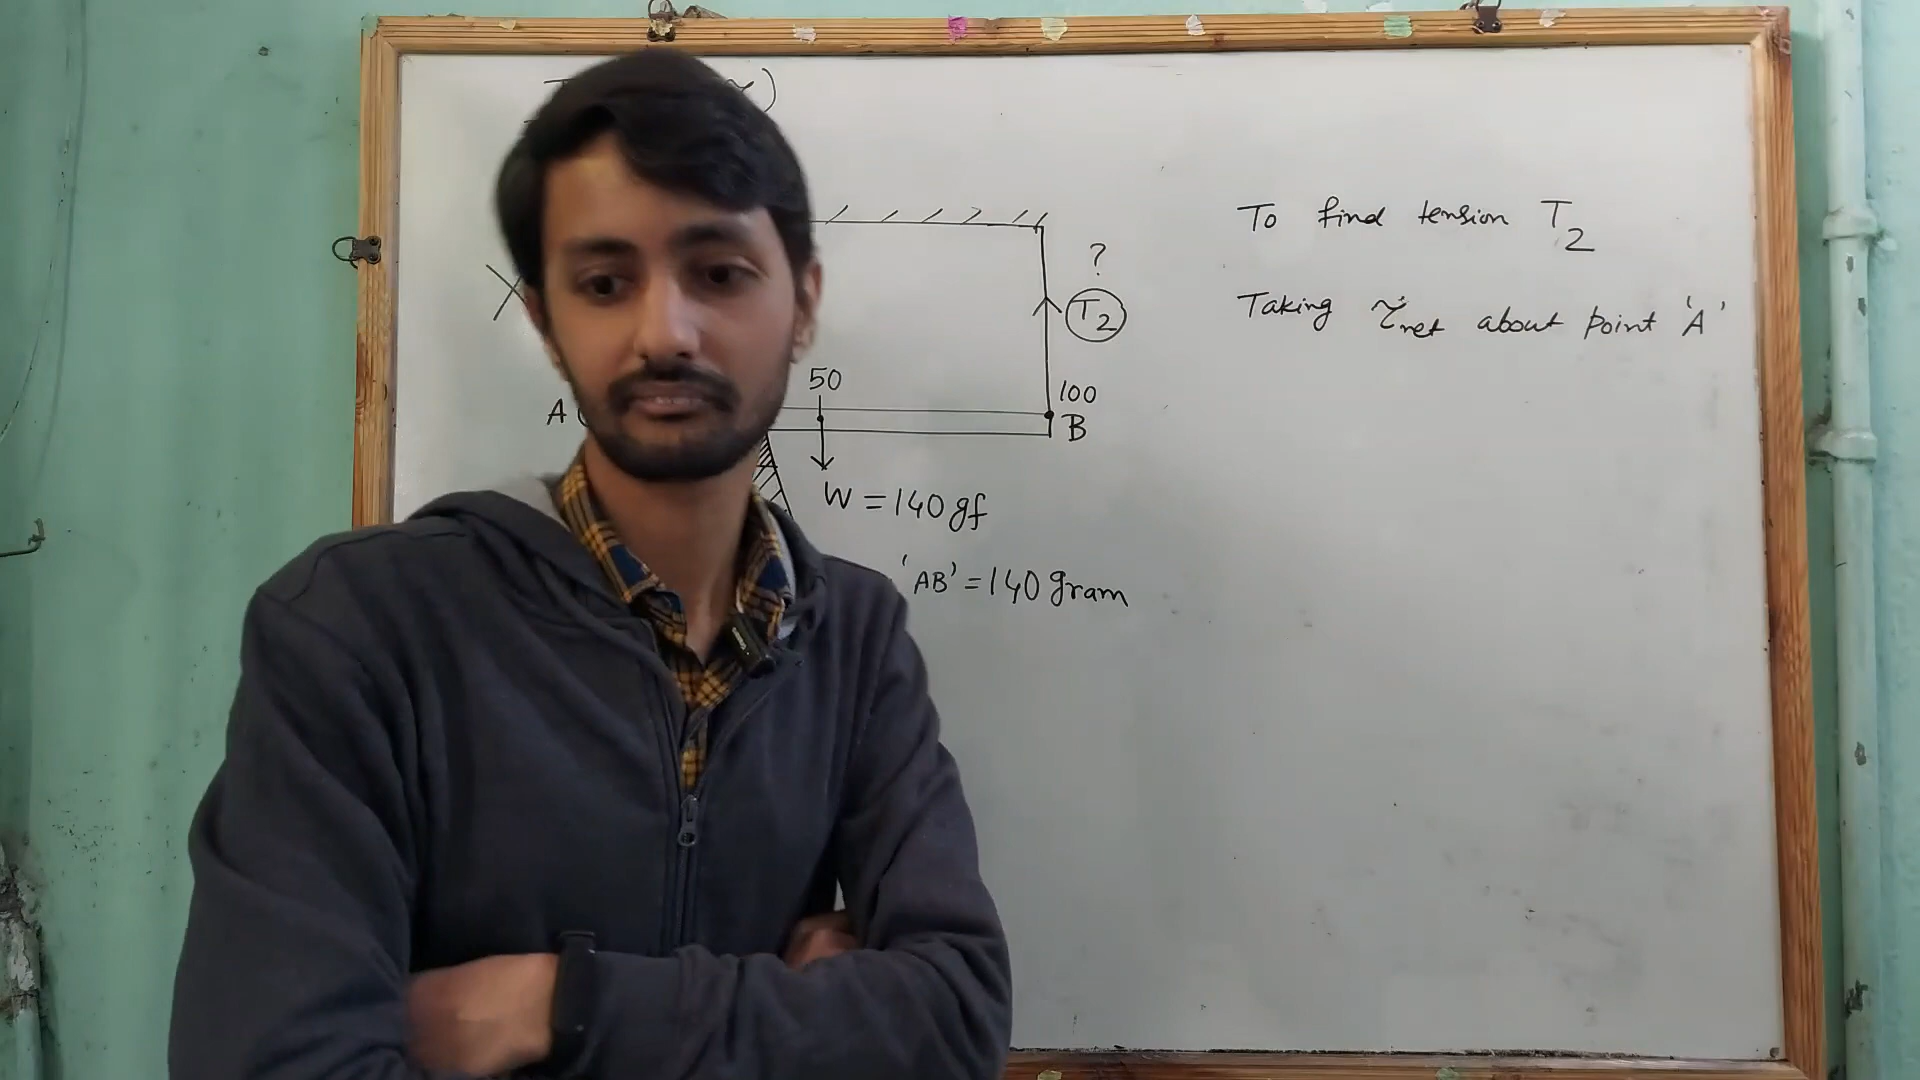 To find tension T2
?
T2
Taking τnet about point 'A'
50
100
A
B
W = 140 gf
'AB' = 140 gram